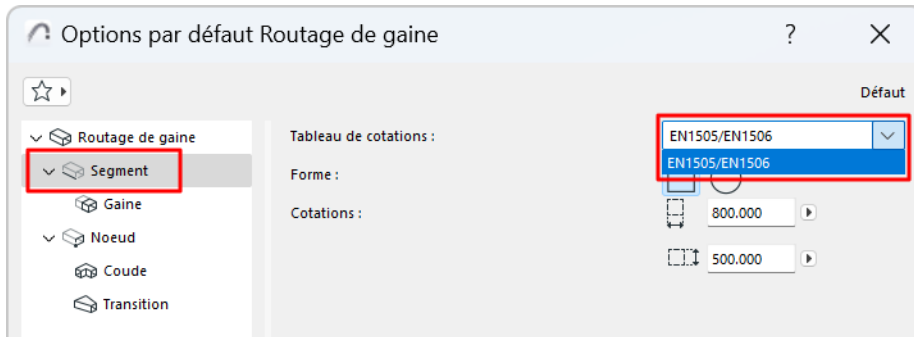 Options par défaut Routage de gaine
?
Défaut
Routage de gaine
Segment
Gaine
Noeud
Coude
Transition
Tableau de cotations :
EN1505/EN1506
EN1505/EN1506
Forme :
Cotations :
800.000
500.000